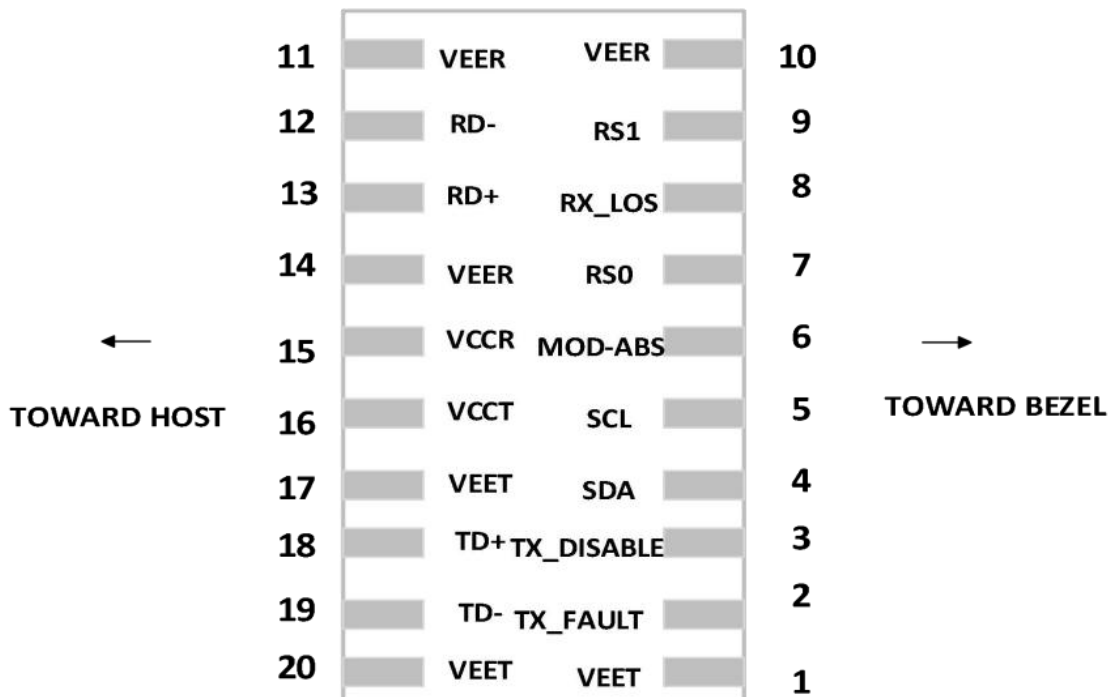 11 VEER VEER 10
12 RD- RS1 9
13 RD+ RX_LOS 8
14 VEER RS0 7
15 VCCR MOD-ABS 6
TOWARD HOST
TOWARD BEZEL
16 VCCT SCL 5
17 VEET SDA 4
18 TD+ TX_DISABLE 3
19 TD- TX_FAULT 2
20 VEET VEET 1